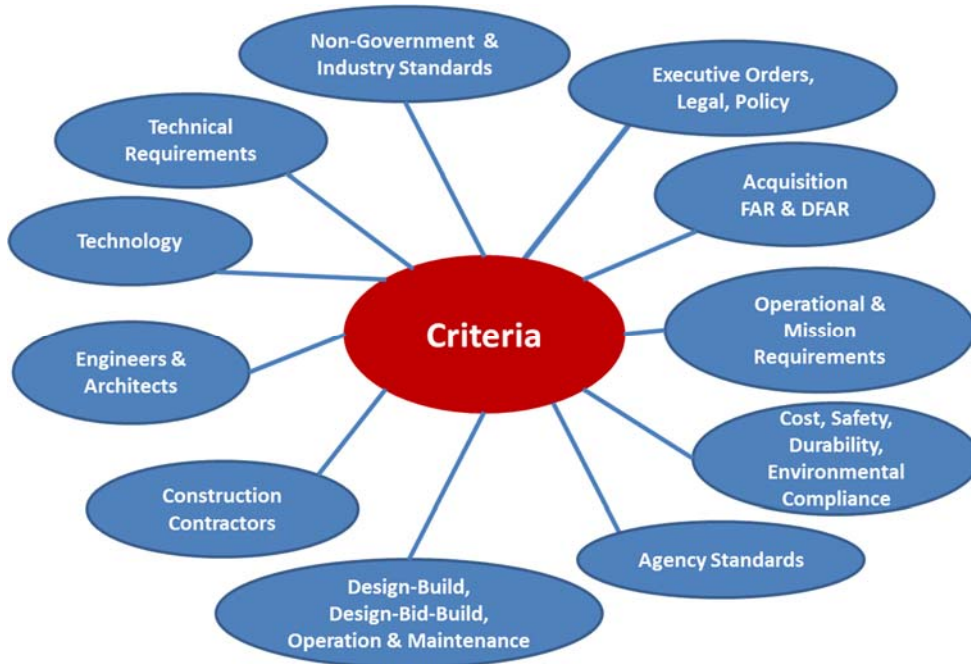 Non-Government &
Industry Standards
Executive Orders,
Legal, Policy
Technical
Requirements
Acquisition
FAR & DFAR
Technology
Operational &
Mission
Requirements
Criteria
Engineers &
Architects
Cost, Safety,
Durability,
Environmental
Compliance
Construction
Contractors
Agency Standards
Design-Build,
Design-Bid-Build,
Operation & Maintenance